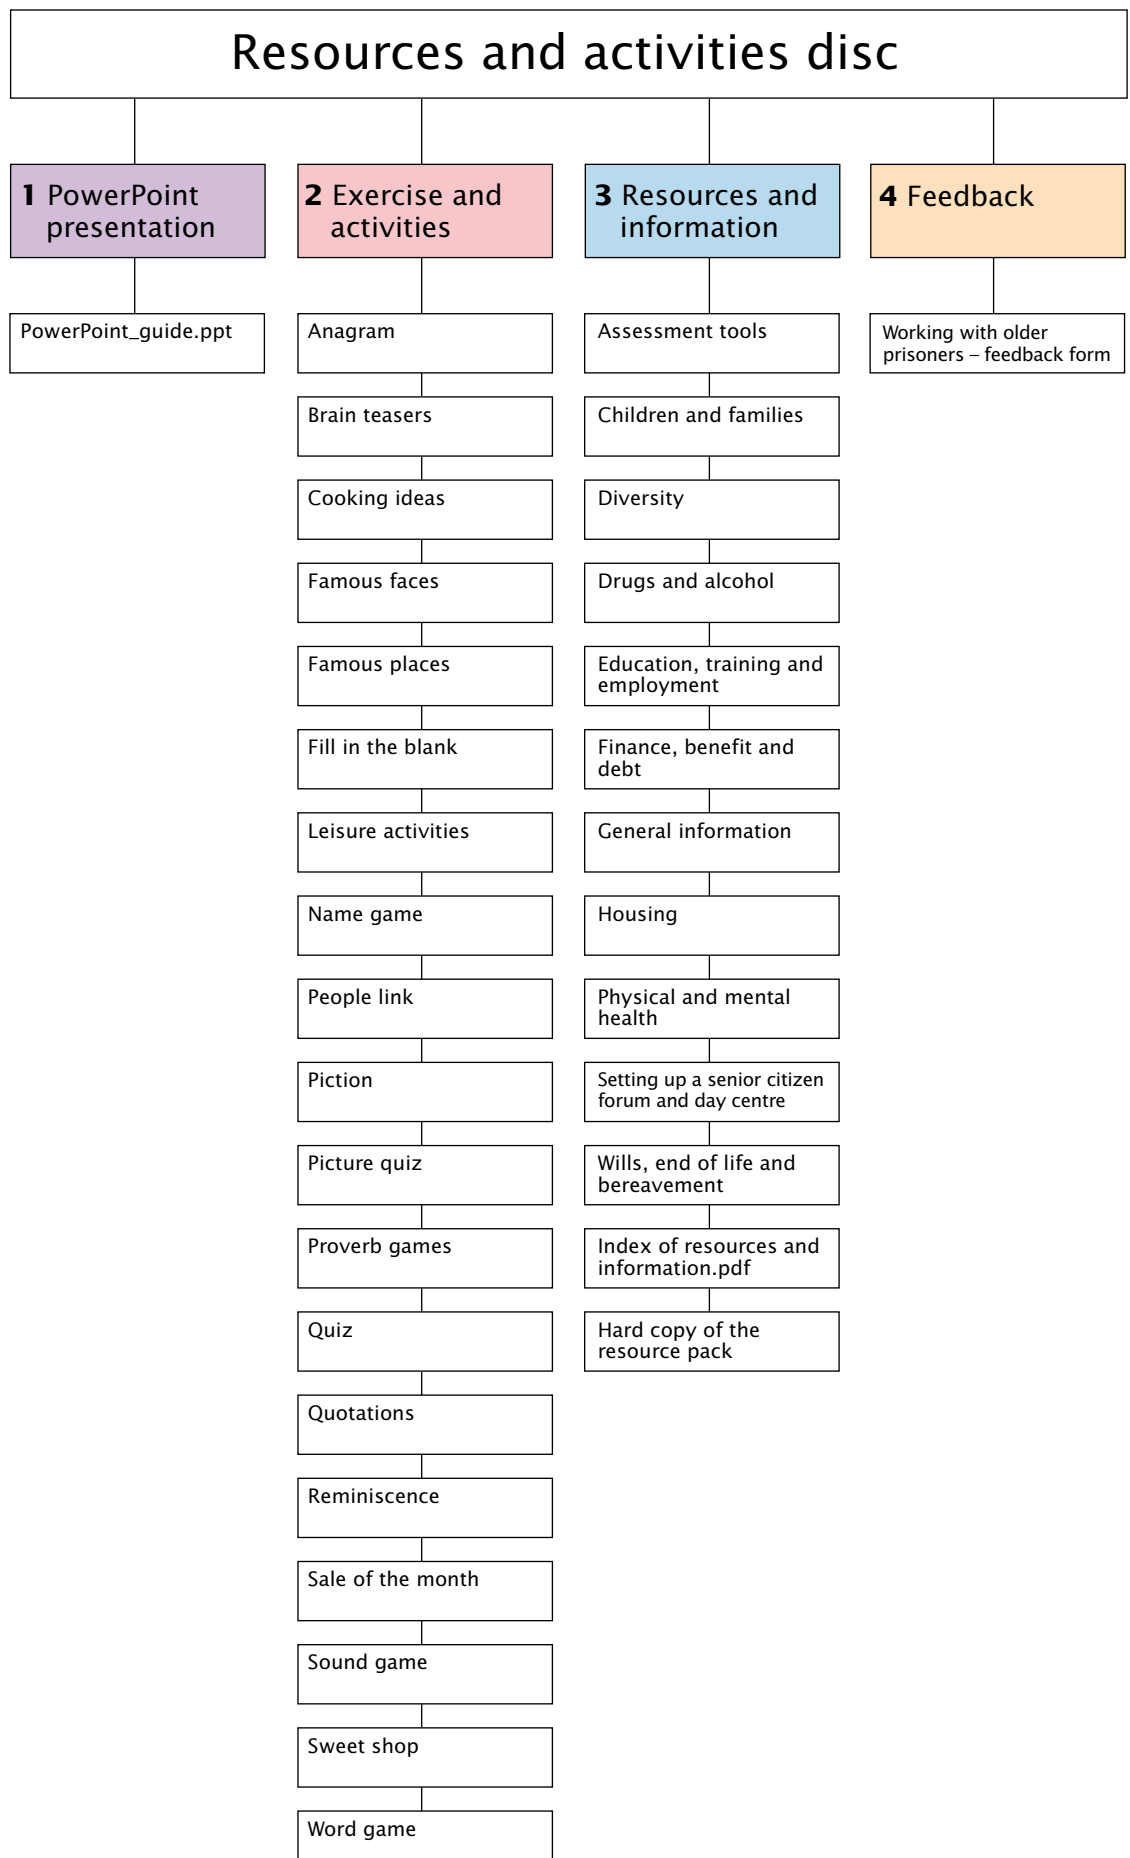 Resources and activities disc
1 PowerPoint
presentation
PowerPoint_guide.ppt
2 Exercise and
activities
Anagram
Brain teasers
Cooking ideas
Famous faces
Famous places
Fill in the blank
Leisure activities
Name game
People link
Piction
Picture quiz
Proverb games
Quiz
Quotations
Reminiscence
Sale of the month
Sound game
Sweet shop
Word game
3 Resources and
information
Assessment tools
Children and families
Diversity
Drugs and alcohol
Education, training and
employment
Finance, benefit and
debt
General information
Housing
Physical and mental
health
Setting up a senior citizen
forum and day centre
Wills, end of life and
bereavement
Index of resources and
information.pdf
Hard copy of the
resource pack
4 Feedback
Working with older
prisoners – feedback form